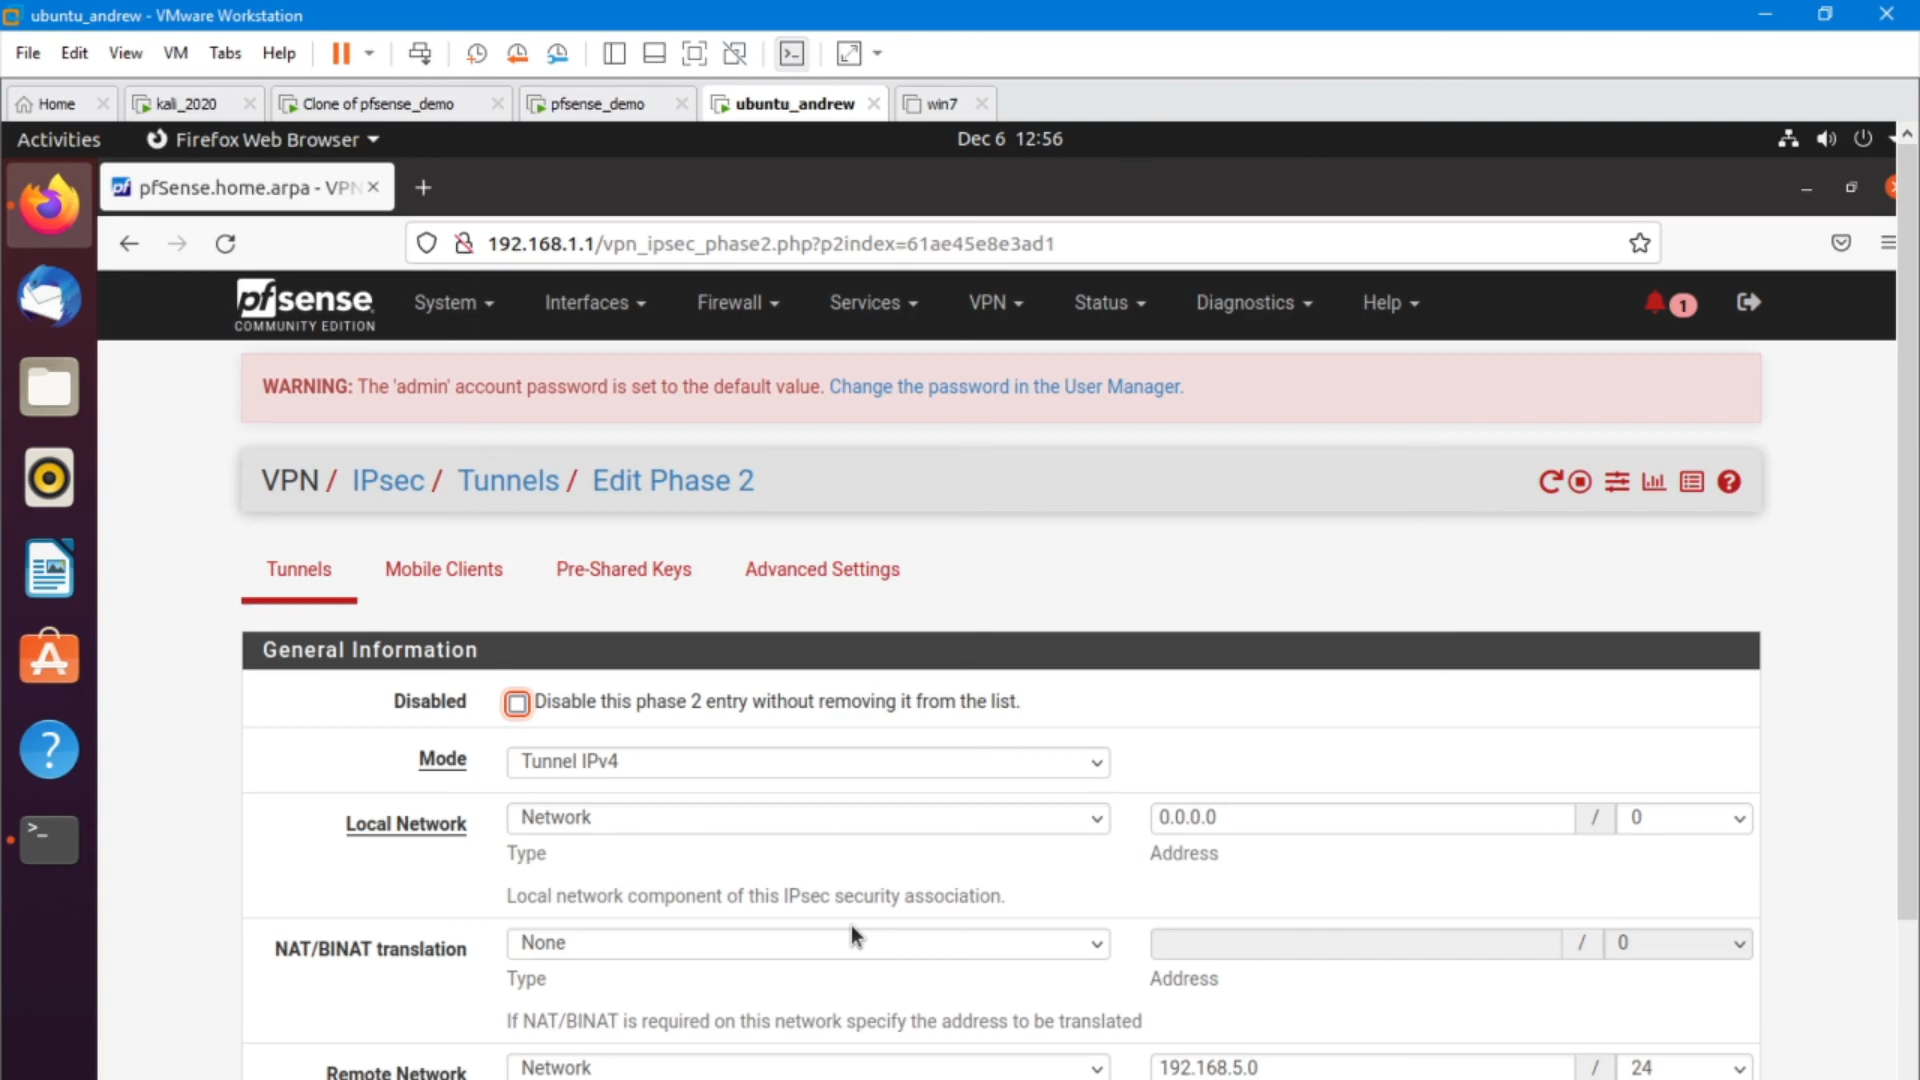 ubuntu_andrew - VMware Workstation
File Edit View VM Tabs Help
Home kali_2020 Clone of pfsense_demo pfsense_demo ubuntu_andrew win7
Activities Firefox Web Browser Dec 6 12:56
pfSense.home.arpa - VPN
192.168.1.1/vpn_ipsec_phase2.php?p2index=61ae45e8e3ad1
pfsense COMMUNITY EDITION System Interfaces Firewall Services VPN Status Diagnostics Help 1
WARNING: The 'admin' account password is set to the default value. Change the password in the User Manager.
VPN / IPsec / Tunnels / Edit Phase 2
Tunnels Mobile Clients Pre-Shared Keys Advanced Settings
General Information
Disabled Disable this phase 2 entry without removing it from the list.
Mode Tunnel IPv4
Local Network Network 0.0.0.0 / 0
Type Address
Local network component of this IPsec security association.
NAT/BINAT translation None / 0
Type Address
If NAT/BINAT is required on this network specify the address to be translated
Remote Network Network 192.168.5.0 / 24